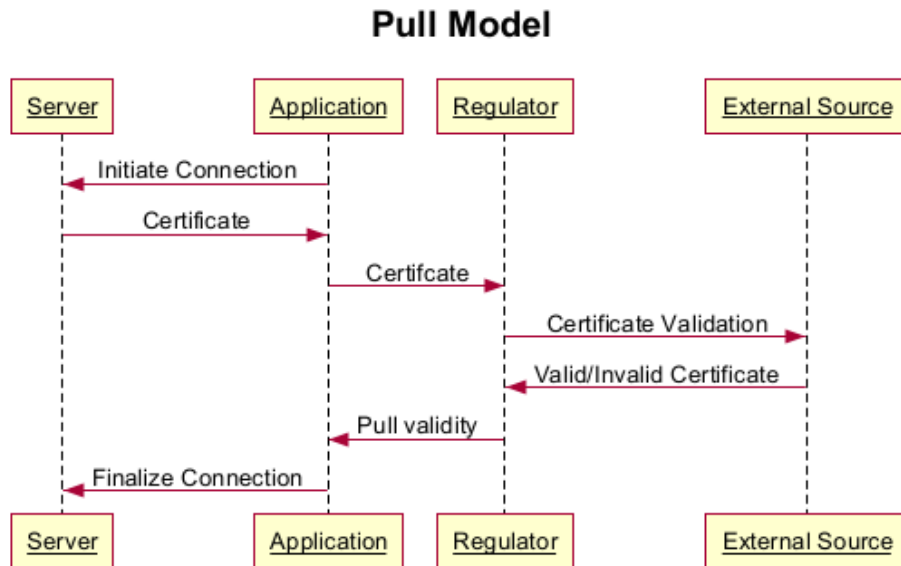 Pull Model
Server Application Regulator External Source
Initiate Connection
Certificate
Certifcate
Certificate Validation
Valid/Invalid Certificate
Pull validity
Finalize Connection
Server Application Regulator External Source